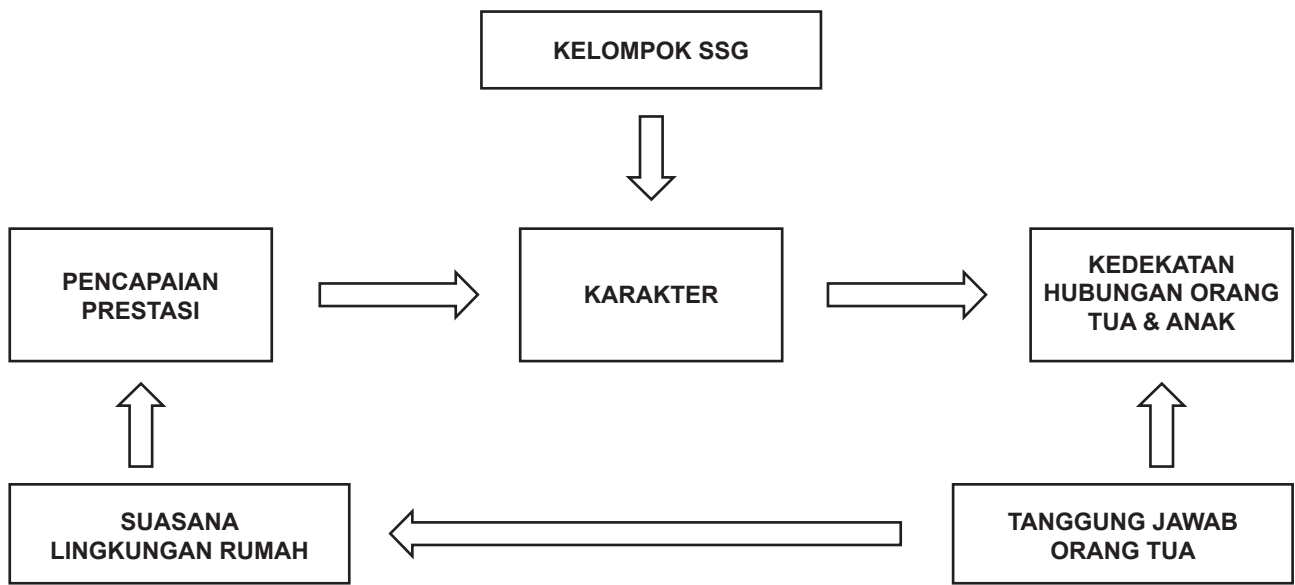 KELOMPOK SSG
PENCAPAIAN
PRESTASI
KARAKTER
KEDEKATAN
HUBUNGAN ORANG
TUA & ANAK
SUASANA
LINGKUNGAN RUMAH
TANGGUNG JAWAB
ORANG TUA